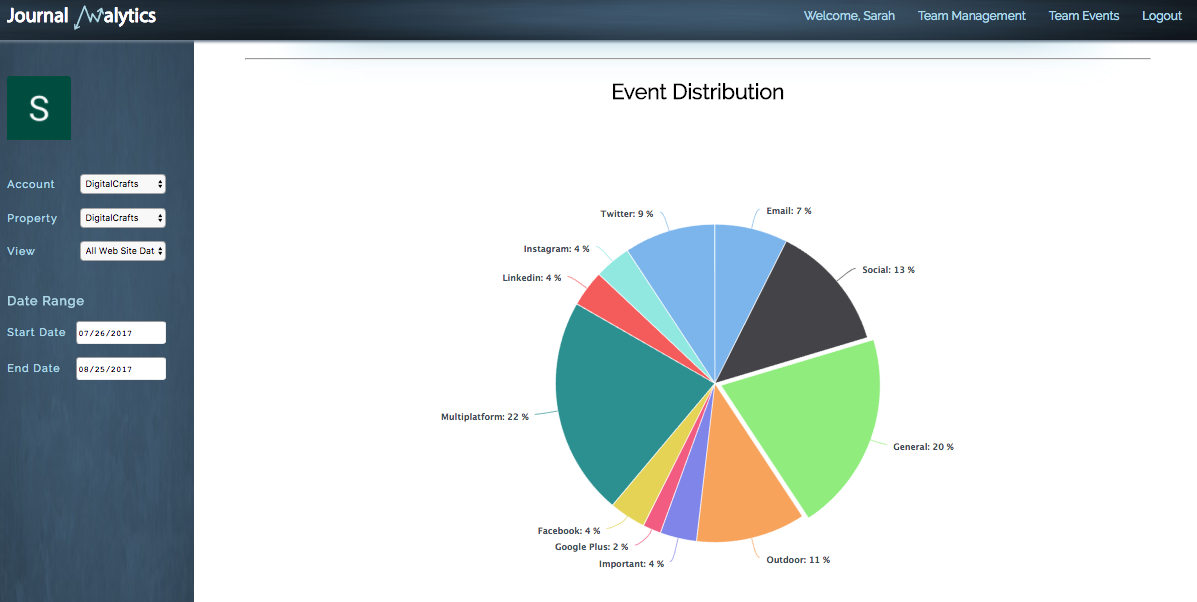 Journal Analytics
Welcome, Sarah Team Management Team Events Logout
S
Account DigitalCrafts
Property DigitalCrafts
View All Web Site Dat
Date Range
Start Date 07/26/2017
End Date 08/25/2017
Event Distribution
Twitter: 9 %
Email: 7 %
Instagram: 4 %
Social: 13 %
Linkedin: 4 %
Multiplatform: 22 %
General: 20 %
Facebook: 4 %
Google Plus: 2 %
Important: 4 %
Outdoor: 11 %